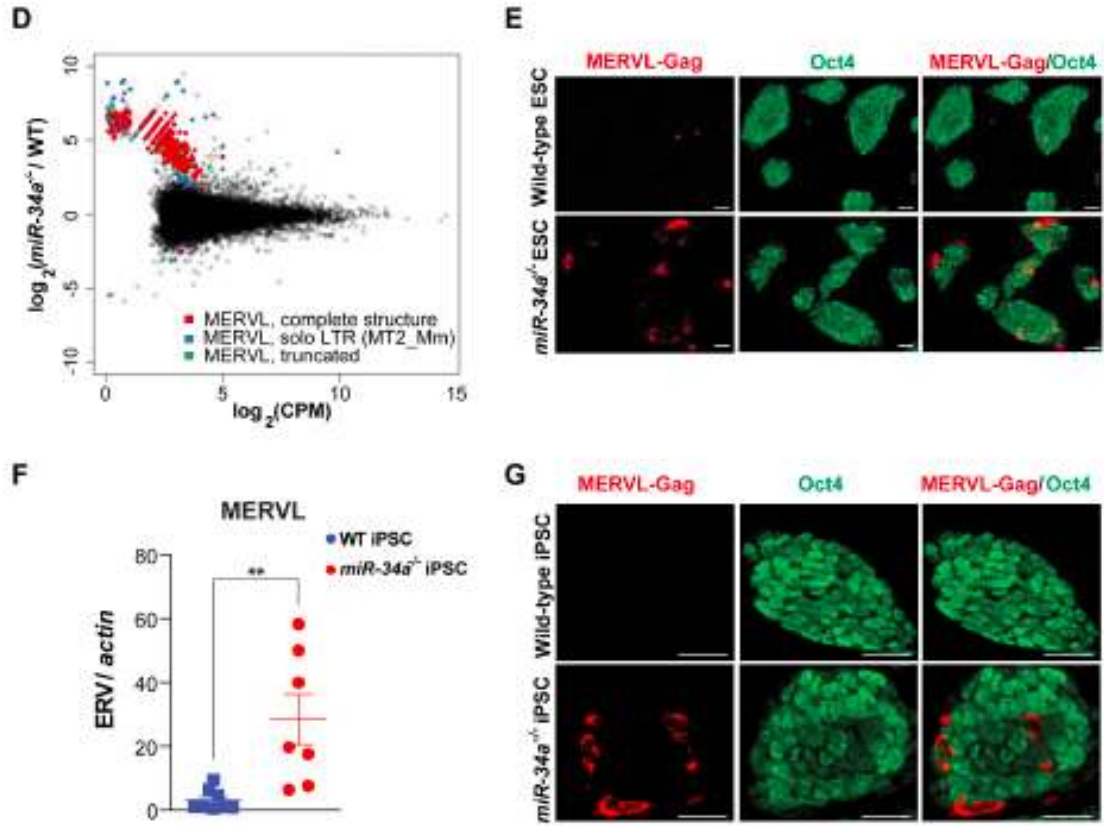 D
log2(miR-34a-/-/ WT)
10
5
0
-5
-10
MERVL, complete structure
MERVL, solo LTR (MT2_Mm)
MERVL, truncated
0
5
10
15
log2(CPM)
E
MERVL-Gag
Oct4
MERVL-Gag/Oct4
Wild-type ESC
miR-34a-/- ESC
F
MERVL
WT iPSC
miR-34a-/- iPSC
**
ERV/ actin
80
60
40
20
0
G
MERVL-Gag
Oct4
MERVL-Gag/Oct4
Wild-type iPSC
miR-34a-/- iPSC